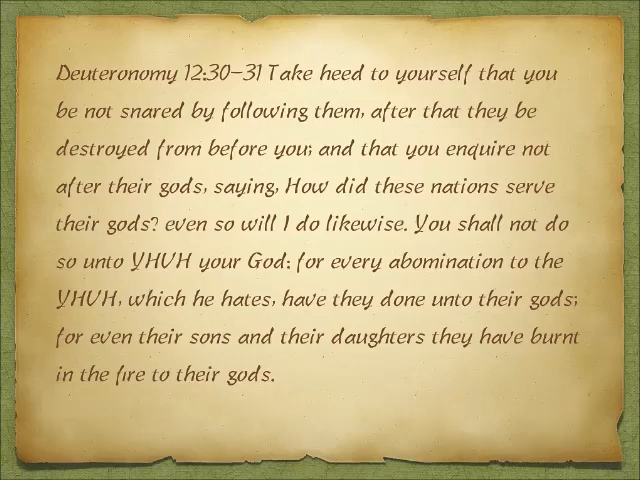 Deuteronomy 12:30-31 Take heed to yourself that you
be not snared by following them, after that they be
destroyed from before you; and that you enquire not
after their gods, saying, How did these nations serve
their gods? even so will I do likewise. You shall not do
so unto YHUH your God: for every abomination to the
YHUH, which he hates, have they done unto their gods;
for even their sons and their daughters they have burnt
in the fire to their gods.